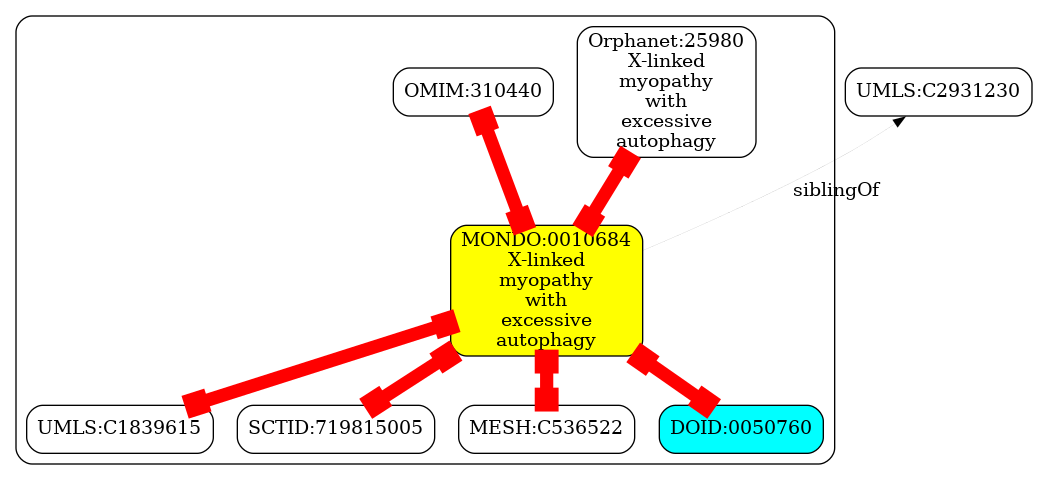 Orphanet:25980
X-linked
myopathy
with
excessive
autophagy
OMIM:310440
UMLS:C2931230
siblingOf
MONDO:0010684
X-linked
myopathy
with
excessive
autophagy
UMLS:C1839615
SCTID:719815005
MESH:C536522
DOID:0050760